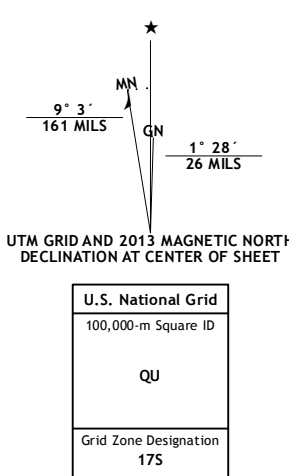 ★
MN
9° 3´
161 MILS
GN
1° 28´
26 MILS
UTM GRID AND 2013 MAGNETIC NORTH
DECLINATION AT CENTER OF SHEET
U.S. National Grid
100,000-m Square ID
QU
Grid Zone Designation
17S